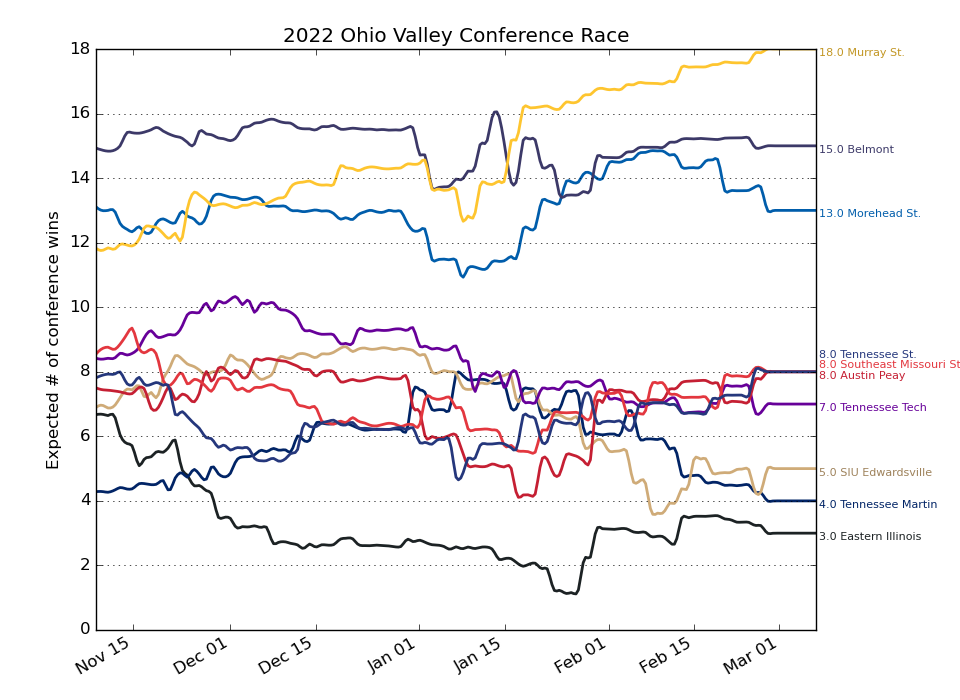 2022 Ohio Valley Conference Race
Expected # of conference wins
18
16
14
12
10
8
6
4
2
0
Nov 15
Dec 01
Dec 15
Jan 01
Jan 15
Feb 01
Feb 15
Mar 01
18.0 Murray St.
15.0 Belmont
13.0 Morehead St.
8.0 Tennessee St.
8.0 Southeast Missouri St
8.0 Austin Peay
7.0 Tennessee Tech
5.0 SIU Edwardsville
4.0 Tennessee Martin
3.0 Eastern Illinois